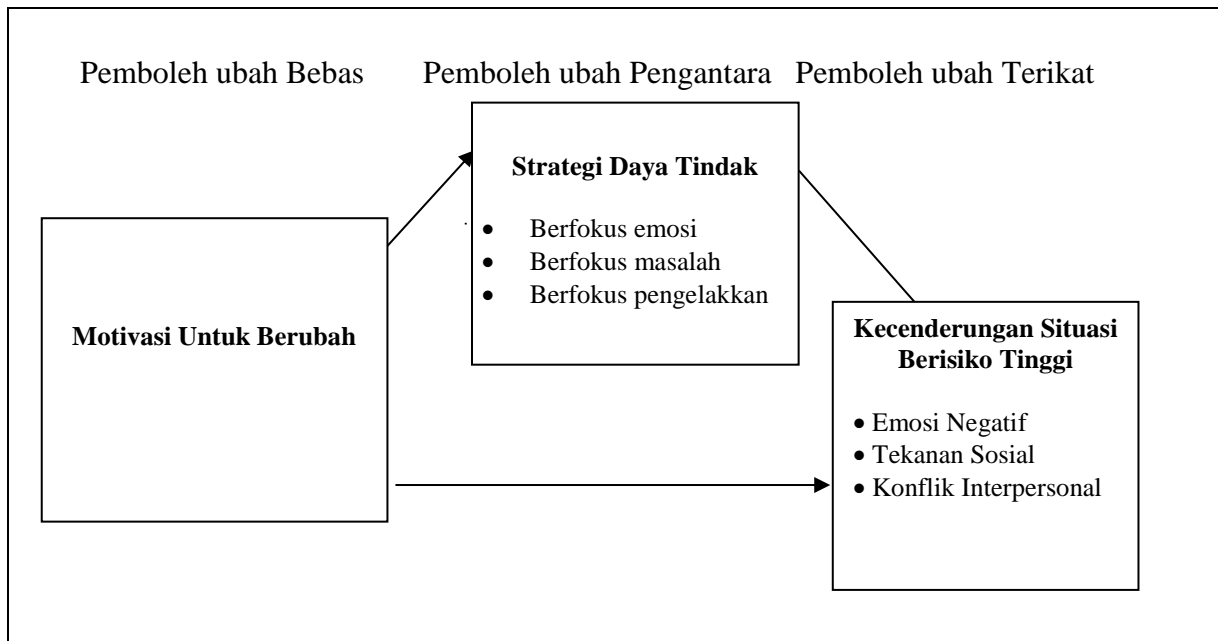 Pemboleh ubah Bebas
Pemboleh ubah Pengantara
Pemboleh ubah Terikat
Strategi Daya Tindak
• Berfokus emosi
• Berfokus masalah
• Berfokus pengelakkan
Motivasi Untuk Berubah
Kecenderungan Situasi
Berisiko Tinggi
• Emosi Negatif
• Tekanan Sosial
• Konflik Interpersonal